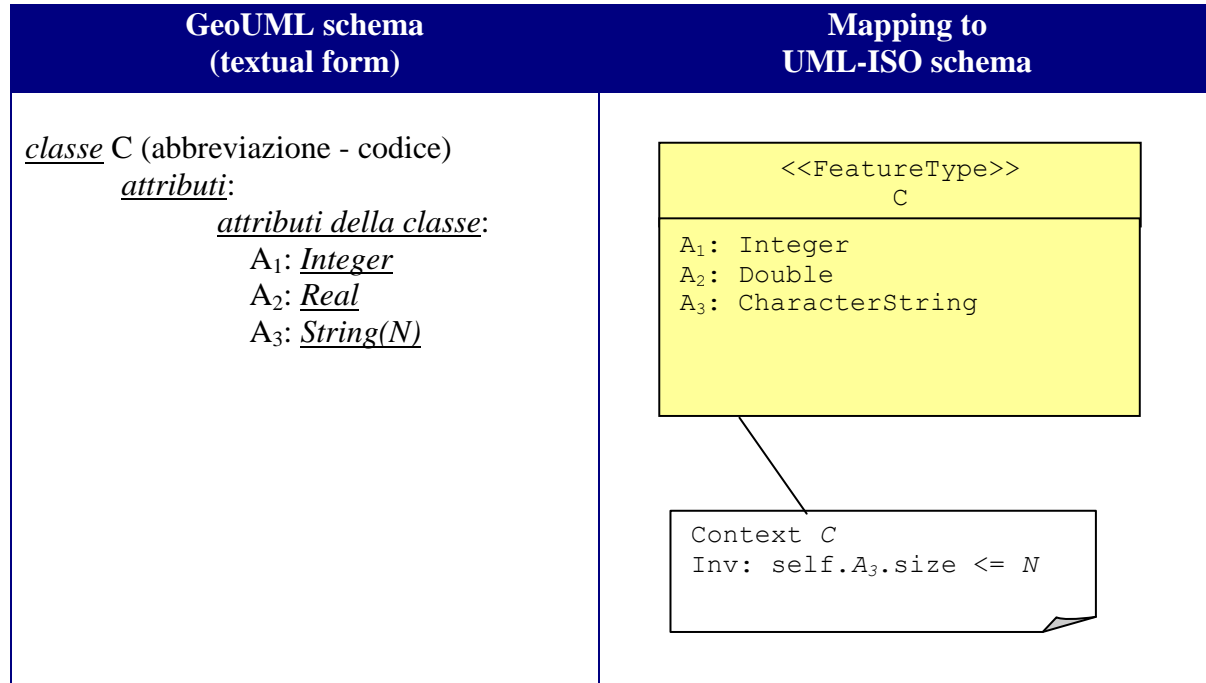 GeoUML schema
(textual form)
Mapping to
UML-ISO schema
classe C (abbreviazione - codice)
attributi:
attributi della classe:
A₁: Integer
A₂: Real
A₃: String(N)
<<FeatureType>>
C
A₁: Integer
A₂: Double
A₃: CharacterString
Context C
Inv: self.A₃.size <= N